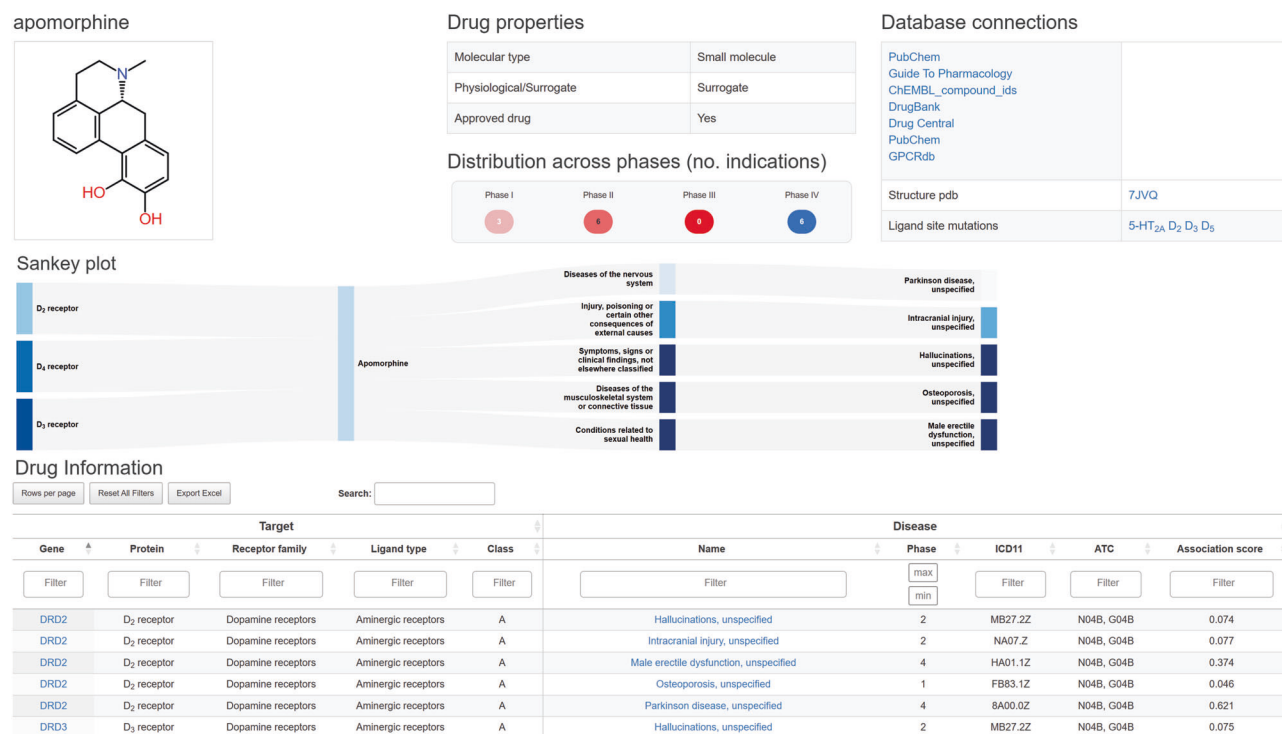 apomorphine
N
HO
OH
Drug properties
Molecular type Small molecule
Physiological/Surrogate Surrogate
Approved drug Yes
Distribution across phases (no. indications)
Phase I Phase II Phase III Phase IV
3 6 0 6
Database connections
PubChem
Guide To Pharmacology
ChEMBL_compound_ids
DrugBank
Drug Central
PubChem
GPCRdb
Structure pdb 7JVQ
Ligand site mutations 5-HT2A D2 D3 D5
Sankey plot
D2 receptor
D4 receptor
D3 receptor
Apomorphine
Diseases of the nervous
system
Injury, poisoning or
certain other
consequences of
external causes
Symptoms, signs or
clinical findings, not
elsewhere classified
Diseases of the
musculoskeletal system
or connective tissue
Conditions related to
sexual health
Parkinson disease,
unspecified
Intracranial injury,
unspecified
Hallucinations,
unspecified
Osteoporosis,
unspecified
Male erectile
dysfunction,
unspecified
Drug Information
Rows per page Reset All Filters Export Excel Search:
Target Disease
Gene Protein Receptor family Ligand type Class Name Phase ICD11 ATC Association score
Filter Filter Filter Filter Filter Filter max Filter Filter Filter
min
DRD2 D2 receptor Dopamine receptors Aminergic receptors A Hallucinations, unspecified 2 MB27.2Z N04B, G04B 0.074
DRD2 D2 receptor Dopamine receptors Aminergic receptors A Intracranial injury, unspecified 2 NA07.Z N04B, G04B 0.077
DRD2 D2 receptor Dopamine receptors Aminergic receptors A Male erectile dysfunction, unspecified 4 HA01.1Z N04B, G04B 0.374
DRD2 D2 receptor Dopamine receptors Aminergic receptors A Osteoporosis, unspecified 1 FB83.1Z N04B, G04B 0.046
DRD2 D2 receptor Dopamine receptors Aminergic receptors A Parkinson disease, unspecified 4 8A00.0Z N04B, G04B 0.621
DRD3 D3 receptor Dopamine receptors Aminergic receptors A Hallucinations, unspecified 2 MB27.2Z N04B, G04B 0.075